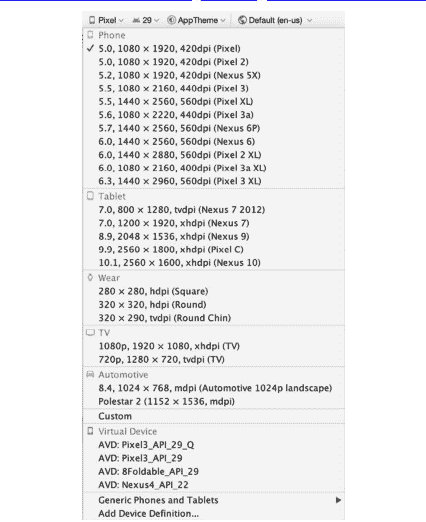 Pixel 29 AppTheme Default (en-us)
Phone
5.0, 1080 × 1920, 420dpi (Pixel)
5.0, 1080 × 1920, 420dpi (Pixel 2)
5.2, 1080 × 1920, 420dpi (Nexus 5X)
5.5, 1080 × 2160, 440dpi (Pixel 3)
5.5, 1440 × 2560, 560dpi (Pixel XL)
5.6, 1080 × 2220, 440dpi (Pixel 3a)
5.7, 1440 × 2560, 560dpi (Nexus 6P)
6.0, 1440 × 2560, 560dpi (Nexus 6)
6.0, 1440 × 2880, 560dpi (Pixel 2 XL)
6.0, 1080 × 2160, 400dpi (Pixel 3a XL)
6.3, 1440 × 2960, 560dpi (Pixel 3 XL)
Tablet
7.0, 800 × 1280, tvdpi (Nexus 7 2012)
7.0, 1200 × 1920, xhdpi (Nexus 7)
8.9, 2048 × 1536, xhdpi (Nexus 9)
9.9, 2560 × 1800, xhdpi (Pixel C)
10.1, 2560 × 1600, xhdpi (Nexus 10)
Wear
280 × 280, hdpi (Square)
320 × 320, hdpi (Round)
320 × 290, tvdpi (Round Chin)
TV
1080p, 1920 × 1080, xhdpi (TV)
720p, 1280 × 720, tvdpi (TV)
Automotive
8.4, 1024 × 768, mdpi (Automotive 1024p landscape)
Polestar 2 (1152 × 1536, mdpi)
Custom
Virtual Device
AVD: Pixel3_API_29_Q
AVD: Pixel3_API_29
AVD: 8Foldable_API_29
AVD: Nexus4_API_22
Generic Phones and Tablets
Add Device Definition...